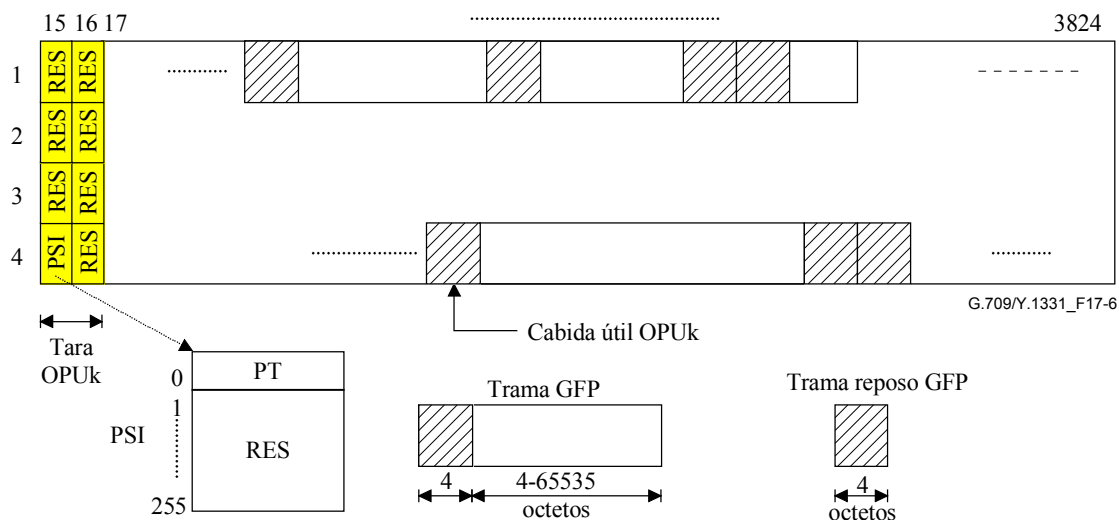 15 16 17 3824
1 RES RES
2 RES RES
3 RES RES
4 PSI RES
G.709/Y.1331_F17-6
Tara
OPUk
Cabida útil OPUk
0 PT
PSI
1
RES
255
Trama GFP
4 4-65535
octetos
Trama reposo GFP
4
octetos